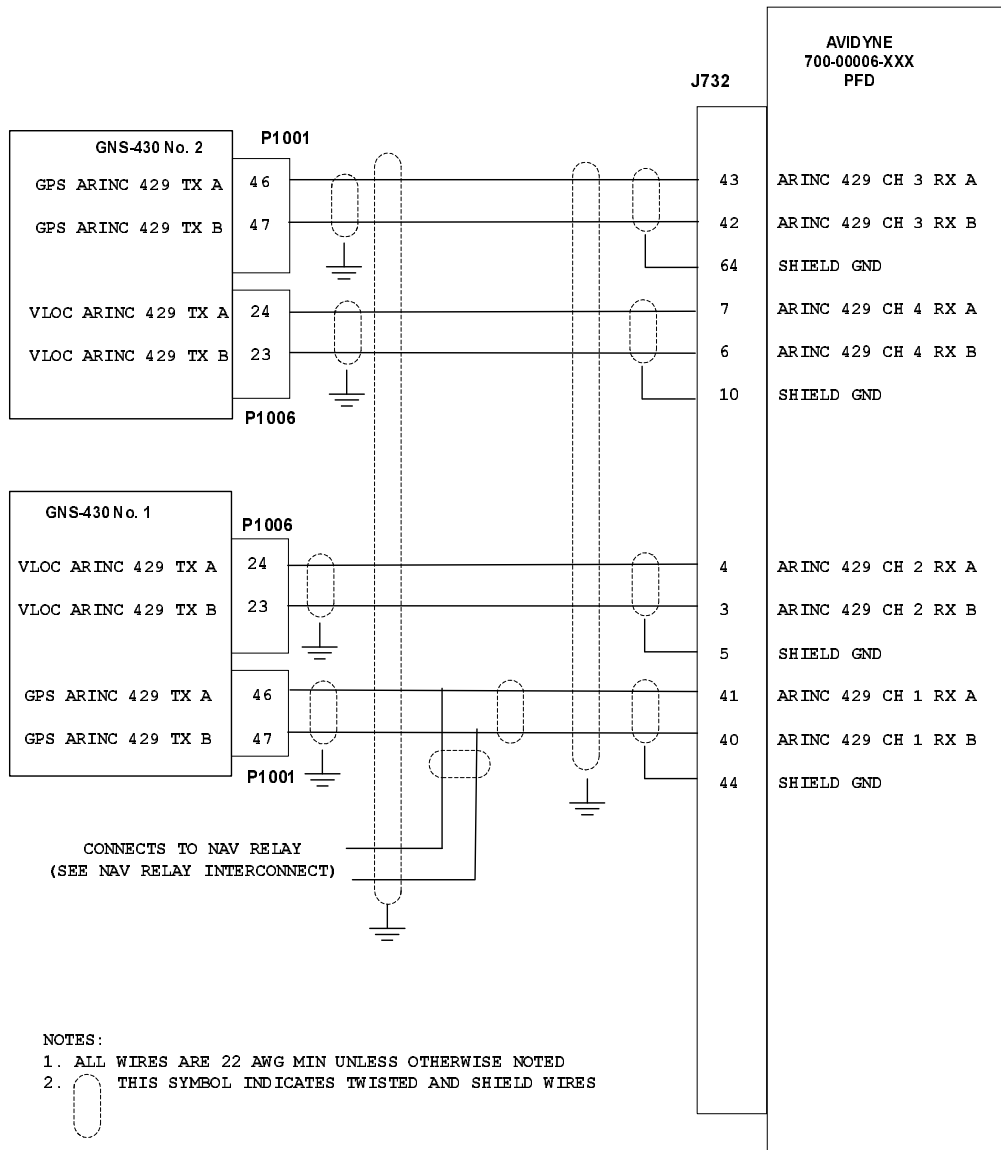 AVIDYNE
700-00006-XXX
PFD
J732
GNS-430 No. 2
P1001
GPS ARINC 429 TX A 46
GPS ARINC 429 TX B 47
VLOC ARINC 429 TX A 24
VLOC ARINC 429 TX B 23
P1006
43 ARINC 429 CH 3 RX A
42 ARINC 429 CH 3 RX B
64 SHIELD GND
7 ARINC 429 CH 4 RX A
6 ARINC 429 CH 4 RX B
10 SHIELD GND
GNS-430 No. 1
P1006
VLOC ARINC 429 TX A 24
VLOC ARINC 429 TX B 23
GPS ARINC 429 TX A 46
GPS ARINC 429 TX B 47
P1001
4 ARINC 429 CH 2 RX A
3 ARINC 429 CH 2 RX B
5 SHIELD GND
41 ARINC 429 CH 1 RX A
40 ARINC 429 CH 1 RX B
44 SHIELD GND
CONNECTS TO NAV RELAY
(SEE NAV RELAY INTERCONNECT)
NOTES:
1. ALL WIRES ARE 22 AWG MIN UNLESS OTHERWISE NOTED
2. THIS SYMBOL INDICATES TWISTED AND SHIELD WIRES